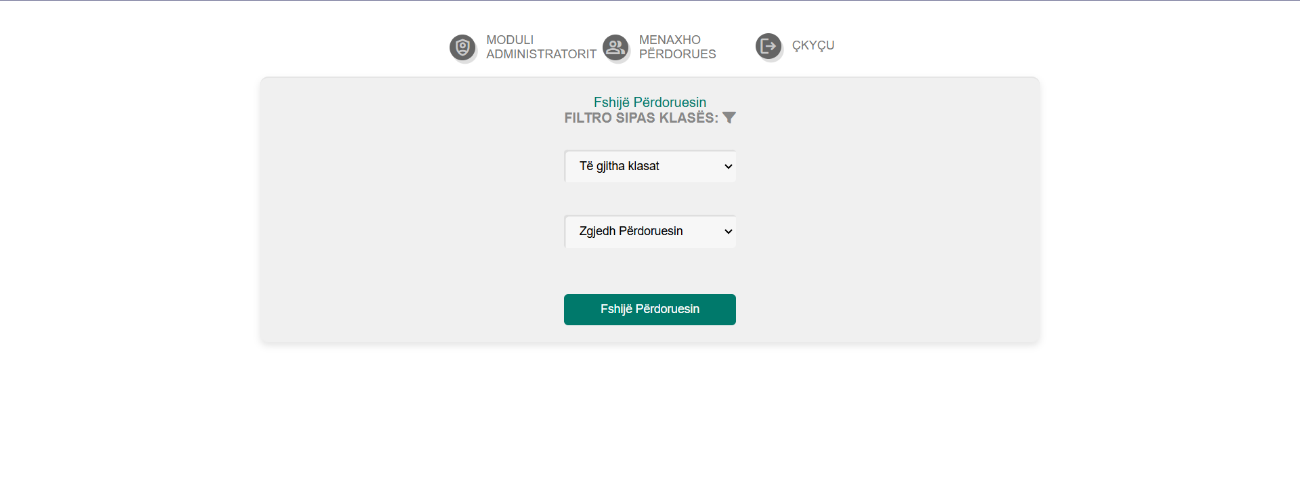 MODULI
ADMINISTRATORIT
MENAXHO
PËRDORUES
ÇKYÇU
Fshijë Përdoruesin
FILTRO SIPAS KLASËS:
Të gjitha klasat
Zgjedh Përdoruesin
Fshijë Përdoruesin